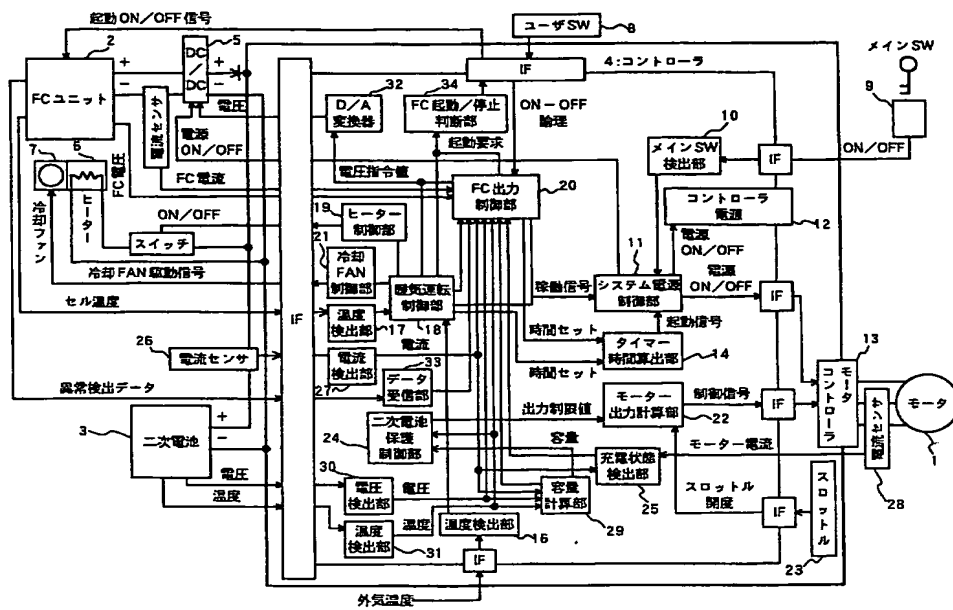 起動ON／OFF信号
2
FCユニット
+
−
5
DC／DC
+
−
電圧
電流センサ
電源
ON／OFF
FC電流
FC電圧
7
6
冷却ファン
ヒーター
スイッチ
ON／OFF
冷却FAN駆動信号
セル温度
26
電流センサ
異常検出データ
3
二次電池
+
−
電圧
温度
IF
ユーザSW
8
IF
4:コントローラ
32
D／A
変換器
34
FC起動／停止
判断部
ON−OFF
論理
電圧指令値
起動要求
FC出力
制御部
20
19
ヒーター
制御部
21
冷却
FAN
制御部
暖気運転
制御部
18
温度
検出部
17
電流
電流
検出部
27
33
データ
受信部
二次電池
保護
制御部
24
30
電圧
検出部
電圧
温度
検出部
31
温度
温度検出部
16
IF
外気温度
容量
容量
計算部
29
充電状態
検出部
25
出力制限値
モーター
出力計算部
22
制御信号
モーター電流
スロットル
開度
時間セット
時間セット
タイマー
時間算出部
14
起動信号
稼働信号
11
システム電源
制御部
電源
ON／OFF
電源
ON／OFF
10
メインSW
検出部
コントローラ
電源
12
メインSW
9
ON／OFF
IF
IF
IF
IF
13
モータ
コントローラ
モータ
1
電流センサ
28
スロットル
23